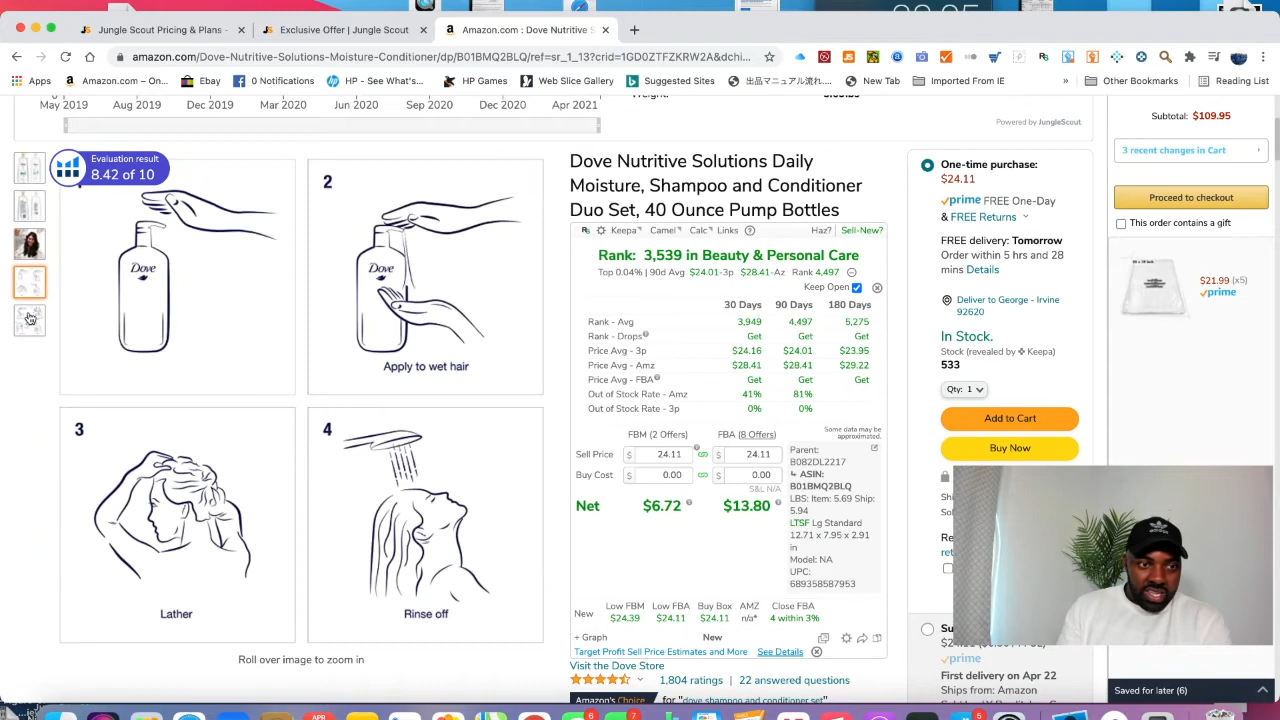 Jungle Scout Pricing & Plans -
Exclusive Offer | Jungle Scout
Amazon.com : Dove Nutritive S
amazon.com/Dove-Nutritive-Solutions-Shampoo-Conditioner/dp/B01BMQ2BLQ/ref=sr_1_13?crid=1GD0ZTFZKRW2A&dchi...
Apps
Amazon.com – On...
Ebay
0 Notifications
HP - See What's...
HP Games
Web Slice Gallery
Suggested Sites
出品マニュアル流れ....
New Tab
Imported From IE
»
Other Bookmarks
Reading List
May 2019
Aug 2019
Dec 2019
Mar 2020
Jun 2020
Sep 2020
Dec 2020
Apr 2021
Powered by JungleScout
Evaluation result
8.42 of 10
2
Dove
Dove
Apply to wet hair
3
4
Lather
Rinse off
Roll over image to zoom in
Dove Nutritive Solutions Daily
Moisture, Shampoo and Conditioner
Duo Set, 40 Ounce Pump Bottles
Keepa Camel Calc Links Haz? Sell-New?
Rank: 3,539 in Beauty & Personal Care
Top 0.04% | 90d Avg $24.01-3p $28.41-Az Rank 4,497
Keep Open
30 Days 90 Days 180 Days
Rank - Avg 3,949 4,497 5,275
Rank - Drops Get Get Get
Price Avg - 3p $24.16 $24.01 $23.95
Price Avg - Amz $28.41 $28.41 $29.22
Price Avg - FBA Get Get Get
Out of Stock Rate - Amz 41% 81%
Out of Stock Rate - 3p 0% 0%
Some data may be
approximated.
FBM (2 Offers) FBA (8 Offers)
Sell Price $ 24.11 $ 24.11
Buy Cost $ 0.00 $ 0.00
S&L N/A
Net $6.72 $13.80
Parent:
B082DL2217
↳ ASIN:
B01BMQ2BLQ
LBS: Item: 5.69 Ship:
5.94
LTSF Lg Standard
12.71 x 7.95 x 2.91
in
Model: NA
UPC:
689358587953
Low FBM Low FBA Buy Box AMZ Close FBA
New $24.39 $24.11 $24.11 n/a* 4 within 3%
+ Graph New
Target Profit Sell Price Estimates and More See Details
Visit the Dove Store
1,804 ratings | 22 answered questions
Amazon's Choice for "dove shampoo and conditioner set"
One-time purchase:
$24.11
prime FREE One-Day
& FREE Returns
FREE delivery: Tomorrow
Order within 5 hrs and 28
mins Details
Deliver to George - Irvine
92620
In Stock.
Stock (revealed by Keepa)
533
Qty: 1
Add to Cart
Buy Now
prime
First delivery on Apr 22
Ships from: Amazon
Subtotal: $109.95
3 recent changes in Cart
Proceed to checkout
This order contains a gift
$21.99 (x5)
prime
Saved for later (6)